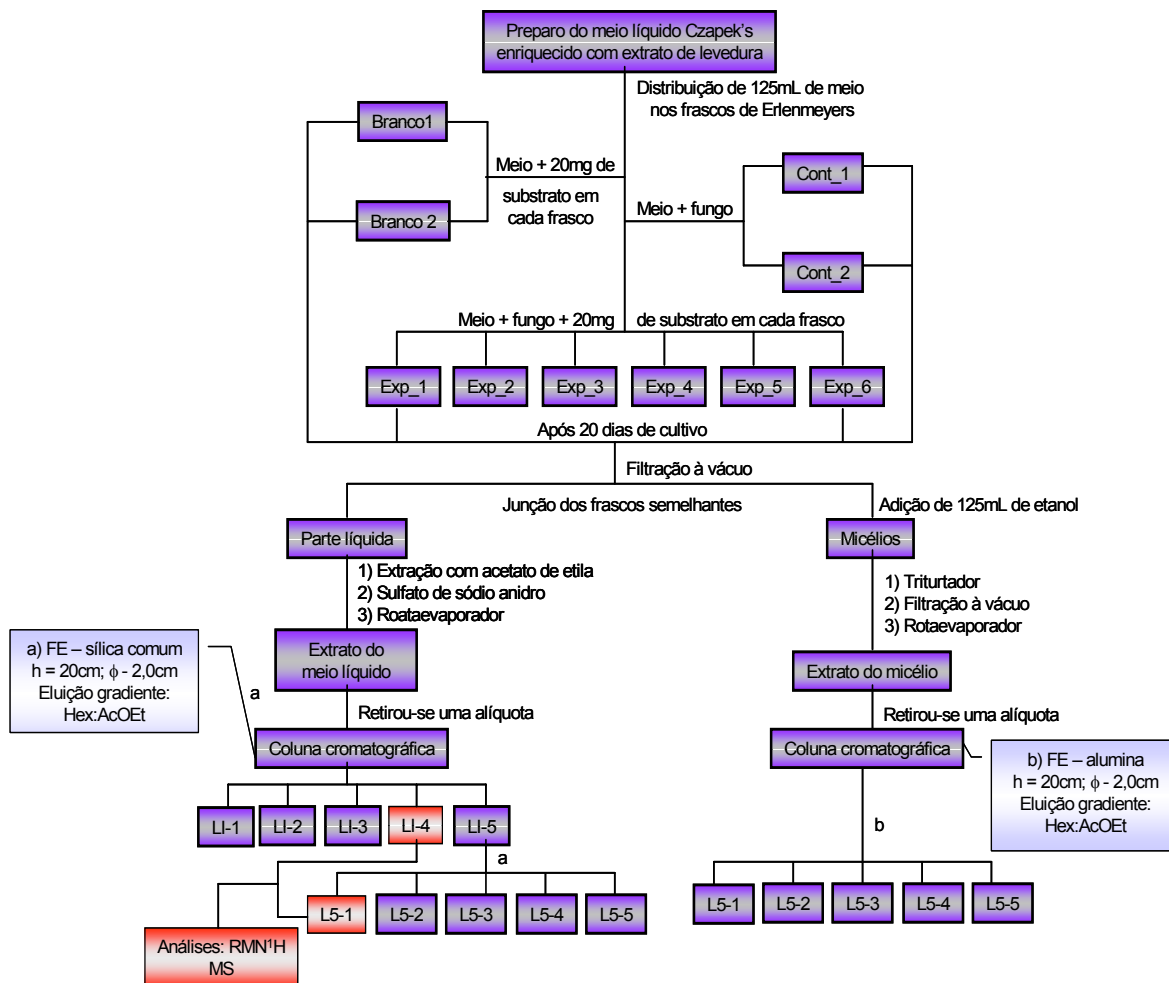 Preparo do meio líquido Czapek's
enriquecido com extrato de levedura
Distribuição de 125mL de meio
nos frascos de Erlenmeyers
Branco1
Branco 2
Meio + 20mg de
substrato em
cada frasco
Meio + fungo
Cont_1
Cont_2
Meio + fungo + 20mg de substrato em cada frasco
Exp_1
Exp_2
Exp_3
Exp_4
Exp_5
Exp_6
Após 20 dias de cultivo
Filtração à vácuo
Junção dos frascos semelhantes
Adição de 125mL de etanol
Parte líquida
1) Extração com acetato de etila
2) Sulfato de sódio anidro
3) Roataevaporador
Extrato do
meio líquido
Retirou-se uma alíquota
Coluna cromatográfica
a) FE – sílica comum
h = 20cm; ϕ - 2,0cm
Eluição gradiente:
Hex:AcOEt
a
LI-1
LI-2
LI-3
LI-4
LI-5
a
L5-1
L5-2
L5-3
L5-4
L5-5
Análises: RMN¹H
MS
Micélios
1) Triturtador
2) Filtração à vácuo
3) Rotaevaporador
Extrato do micélio
Retirou-se uma alíquota
Coluna cromatográfica
b) FE – alumina
h = 20cm; ϕ - 2,0cm
Eluição gradiente:
Hex:AcOEt
b
L5-1
L5-2
L5-3
L5-4
L5-5